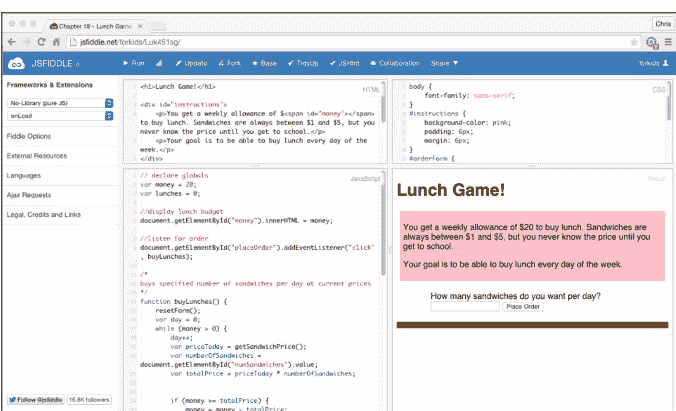 Chapter 18 - Lunch Game
Chris
jsfiddle.net/forkids/Luk451sg/
JSFIDDLE
Run
Update
Fork
Base
TidyUp
JSHint
Collaboration
Share
forkids
Frameworks & Extensions
No-Library (pure JS)
onLoad
Fiddle Options
External Resources
Languages
Ajax Requests
Legal, Credits and Links
Follow @jsfiddle
16.8K followers
HTML
<h1>Lunch Game!</h1>
<div id="instructions">
<p>You get a weekly allowance of $<span id="money"></span>
to buy lunch. Sandwiches are always between $1 and $5, but you
never know the price until you get to school.</p>
<p>Your goal is to be able to buy lunch every day of the
week.</p>
</div>
CSS
body {
font-family: sans-serif;
}
#instructions {
background-color: pink;
padding: 6px;
margin: 6px;
}
#orderForm {
JavaScript
// declare globals
var money = 20;
var lunches = 0;
//display lunch budget
document.getElementById("money").innerHTML = money;
//listen for order
document.getElementById("placeOrder").addEventListener("click"
, buyLunches);
/*
buys specified number of sandwiches per day at current prices
*/
function buyLunches() {
resetForm();
var day = 0;
while (money > 0) {
day++;
var priceToday = getSandwichPrice();
var numberOfSandwiches =
document.getElementById("numSandwiches").value;
var totalPrice = priceToday * numberOfSandwiches;
if (money >= totalPrice) {
money = money - totalPrice;
Result
Lunch Game!
You get a weekly allowance of $20 to buy lunch. Sandwiches are
always between $1 and $5, but you never know the price until you
get to school.
Your goal is to be able to buy lunch every day of the week.
How many sandwiches do you want per day?
Place Order